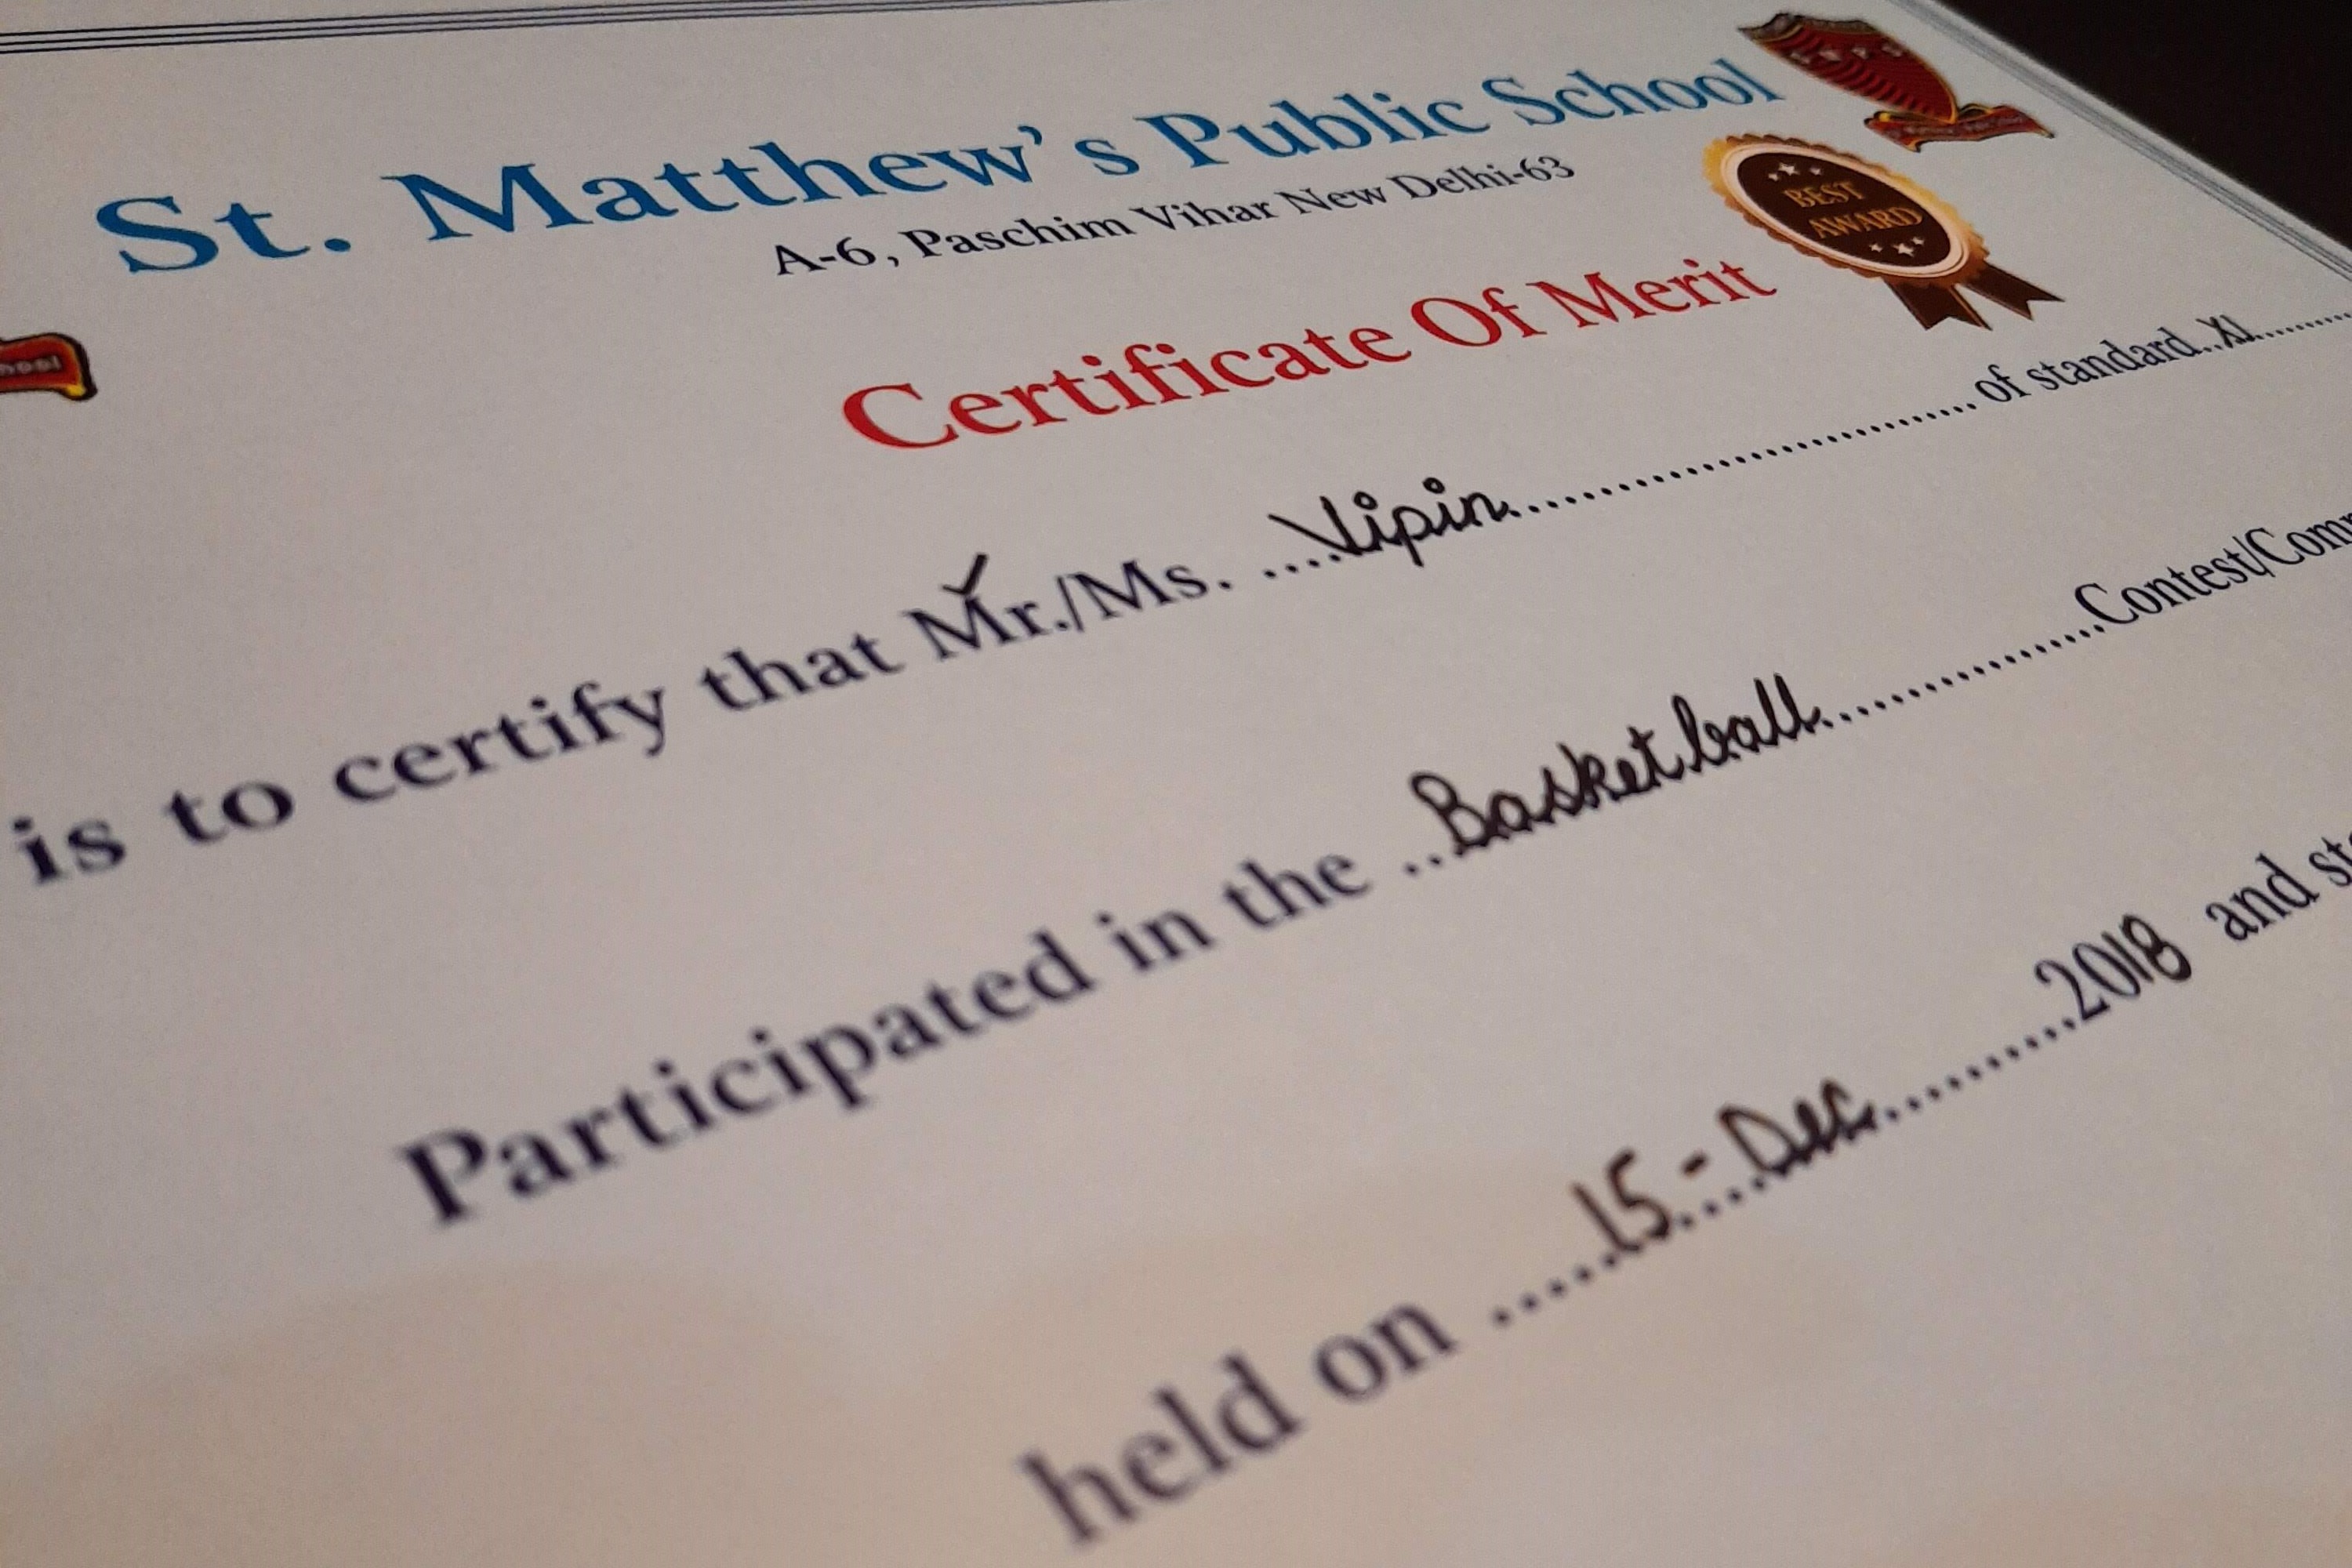 St. Matthew's Public School
A-6, Paschim Vihar New Delhi-63
BEST
AWARD
Certificate Of Merit
is to certify that Mr./Ms. ....Vipin................................ of standard..XI..........
Participated in the ..Basketball..................Contest/Com
held on ......15-...Dec...........2018 and st